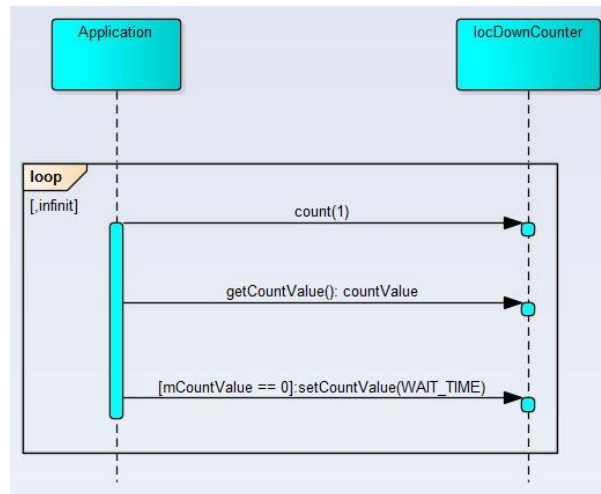 Application
locDownCounter
loop
[,infinit]
count(1)
getCountValue(): countValue
[mCountValue == 0]:setCountValue(WAIT_TIME)